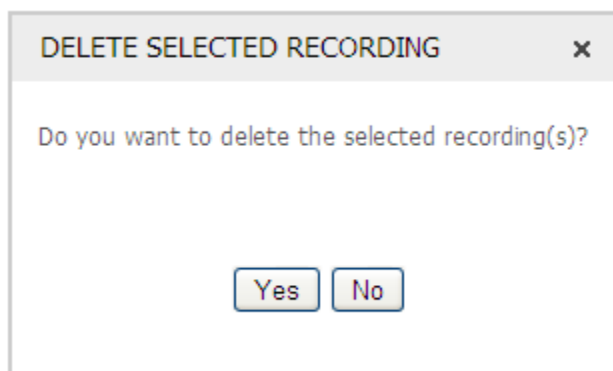 DELETE SELECTED RECORDING
Do you want to delete the selected recording(s)?
Yes No